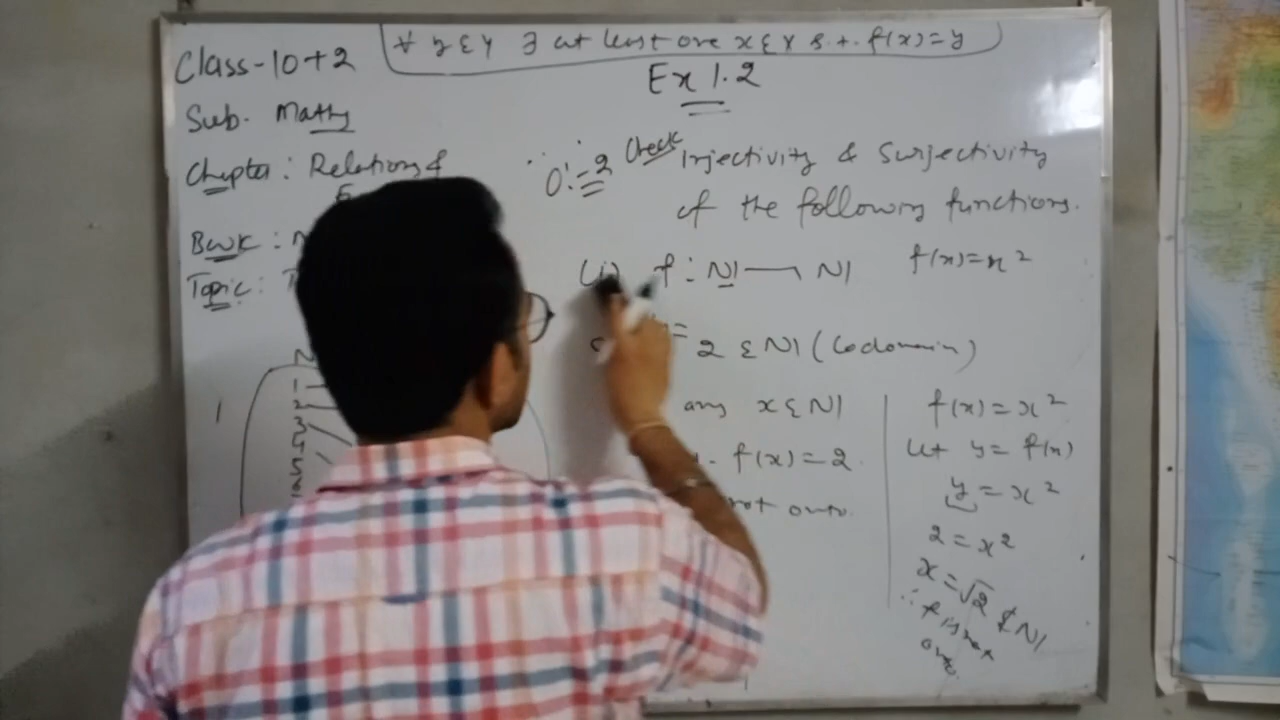 ∀ y ∈ Y ∃ at least one x ∈ X s.t. f(x)=y
Class-10+2
Ex 1.2
Sub. Maths
Chapter: Relations &
Q:-2 Check Injectivity & Surjectivity
of the following functions.
Book:
Topic:
(i) f: N → N f(x)=x²
2 ∈ N (Codomain)
any x ∈ N
f(x)=2
not onto.
f(x)=x²
Let y = f(x)
y = x²
2 = x²
x = √2 ∉ N
∴ f is not
onto
1
2
3
4
5